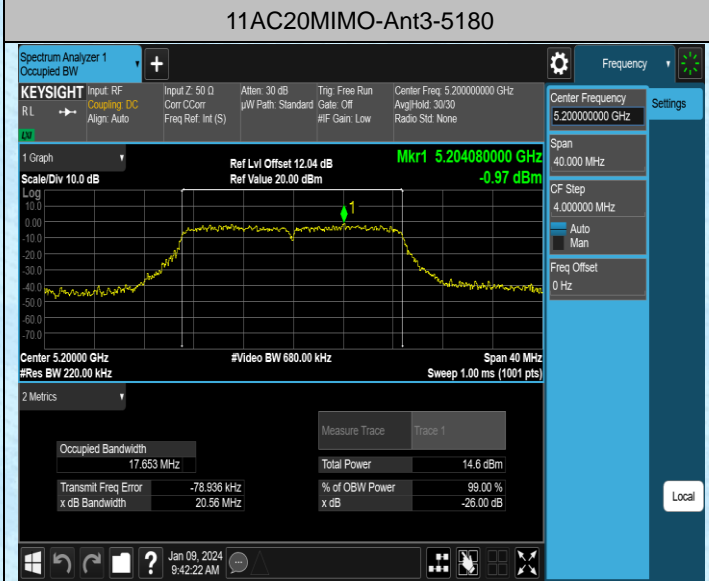 11AC20MIMO-Ant3-5180
Spectrum Analyzer 1
Occupied BW
+
Frequency
KEYSIGHT
RL
LXI
Input: RF
Coupling: DC
Align: Auto
Input Z: 50 Ω
Corr CCorr
Freq Ref: Int (S)
Atten: 30 dB
µW Path: Standard
Trig: Free Run
Gate: Off
#IF Gain: Low
Center Freq: 5.200000000 GHz
Avg|Hold: 30/30
Radio Std: None
Center Frequency
5.200000000 GHz
Settings
Span
40.000 MHz
CF Step
4.000000 MHz
Auto
Man
Freq Offset
0 Hz
1 Graph
Scale/Div 10.0 dB
Ref Lvl Offset 12.04 dB
Ref Value 20.00 dBm
Mkr1 5.204080000 GHz
-0.97 dBm
Log
10.0
0.00
-10.0
-20.0
-30.0
-40.0
-50.0
-60.0
-70.0
1
Center 5.20000 GHz
#Res BW 220.00 kHz
#Video BW 680.00 kHz
Span 40 MHz
Sweep 1.00 ms (1001 pts)
2 Metrics
Measure Trace
Trace 1
Occupied Bandwidth
17.653 MHz
Total Power 14.6 dBm
Transmit Freq Error -78.936 kHz
% of OBW Power 99.00 %
x dB Bandwidth 20.56 MHz
x dB -26.00 dB
Local
?
Jan 09, 2024
9:42:22 AM